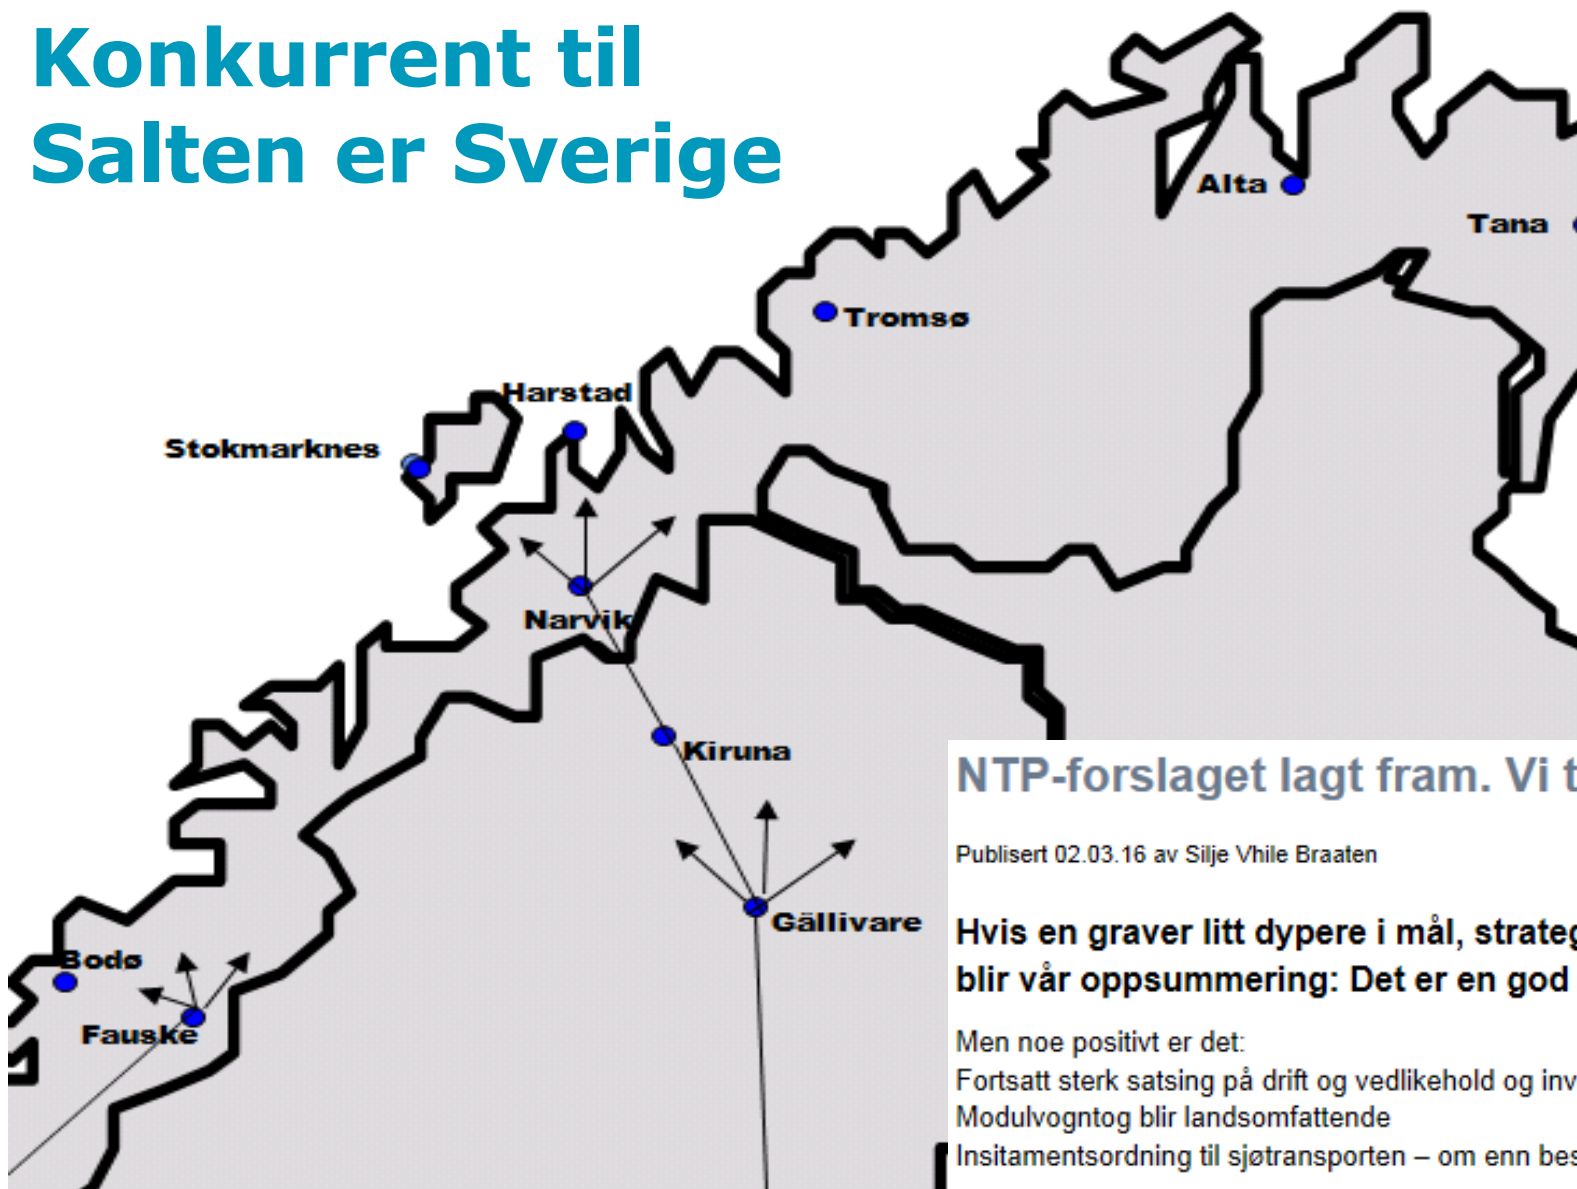 Konkurrent til
Salten er Sverige
Alta
Tana
Tromsø
Harstad
Stokmarknes
Narvik
Kiruna
Gällivare
Bodø
Fauske
NTP-forslaget lagt fram. Vi t
Publisert 02.03.16 av Silje Vhile Braaten
Hvis en graver litt dypere i mål, strateg
blir vår oppsummering: Det er en god
Men noe positivt er det:
Fortsatt sterk satsing på drift og vedlikehold og inv
Modulvogntog blir landsomfattende
Insitamentsordning til sjøtransporten – om enn bes